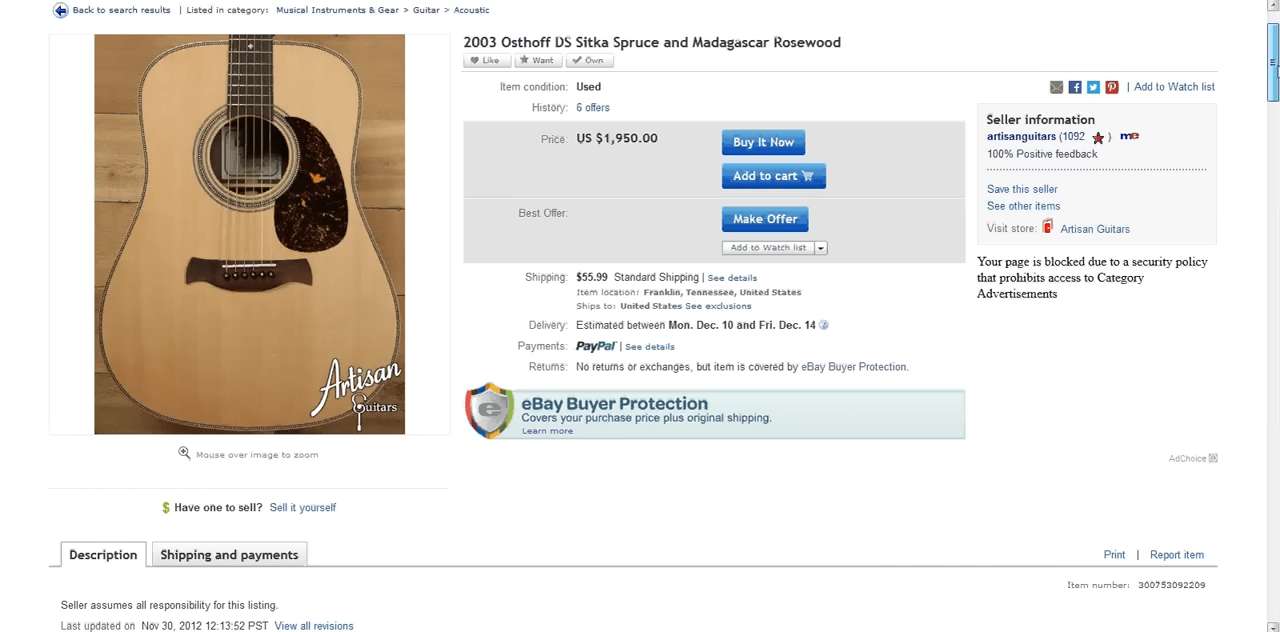 Back to search results | Listed in category: Musical Instruments & Gear > Guitar > Acoustic
2003 Osthoff DS Sitka Spruce and Madagascar Rosewood
Like Want Own
Item condition: Used
| Add to Watch list
History: 6 offers
Price: US $1,950.00
Buy It Now
Add to cart
Best Offer:
Make Offer
Add to Watch list
Shipping: $55.99 Standard Shipping | See details
Item location: Franklin, Tennessee, United States
Ships to: United States See exclusions
Delivery: Estimated between Mon. Dec. 10 and Fri. Dec. 14
Payments: PayPal | See details
Returns: No returns or exchanges, but item is covered by eBay Buyer Protection.
e
eBay Buyer Protection
Covers your purchase price plus original shipping.
Learn more
Seller information
artisanguitars (1092 ) me
100% Positive feedback
Save this seller
See other items
Visit store: Artisan Guitars
Your page is blocked due to a security policy
that prohibits access to Category
Advertisements
AdChoice
Artisan
Guitars
Mouse over image to zoom
$ Have one to sell? Sell it yourself
Description Shipping and payments
Print | Report item
Item number: 300753092209
Seller assumes all responsibility for this listing.
Last updated on Nov 30, 2012 12:13:52 PST View all revisions